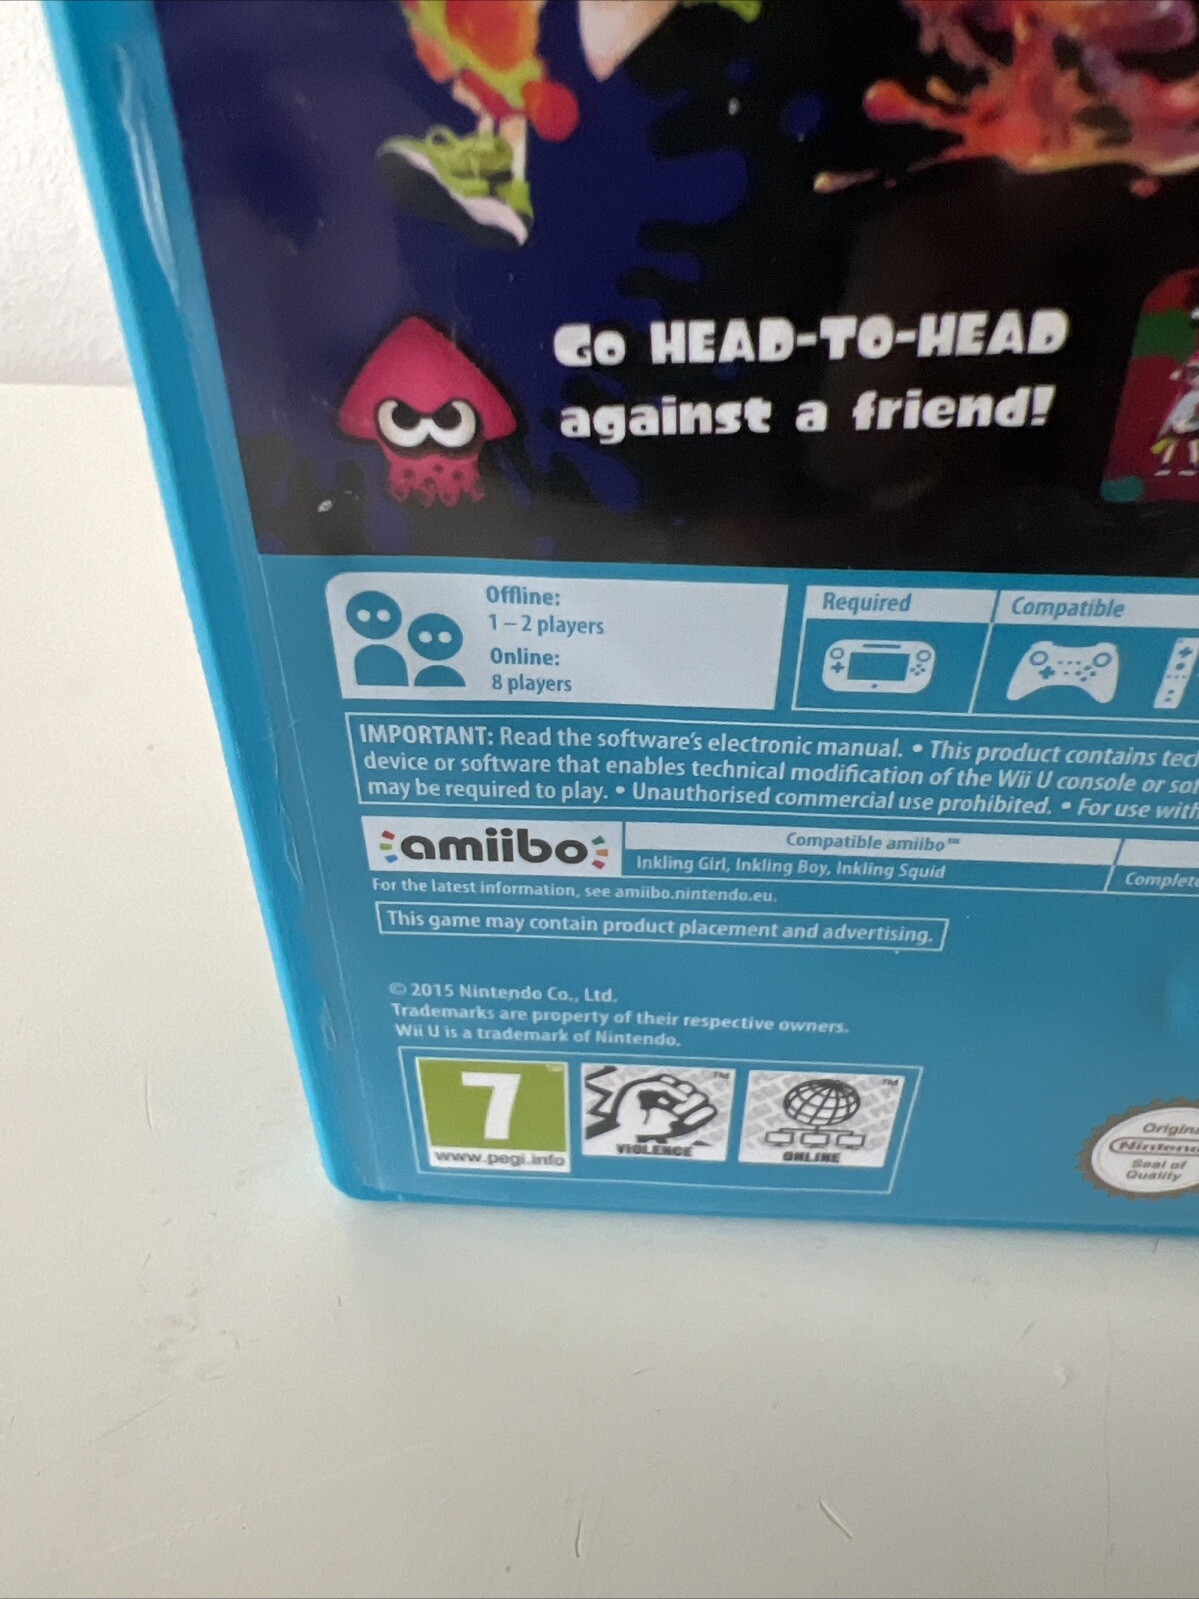 Go HEAD-TO-HEAD
against a friend!
Offline:
1 – 2 players
Online:
8 players
Required
Compatible
IMPORTANT: Read the software's electronic manual. • This product contains
device or software that enables technical modification of the Wii U console or
may be required to play. • Unauthorised commercial use prohibited. • For use
amiibo
Compatible amiibo™
Inkling Girl, Inkling Boy, Inkling Squid
For the latest information, see amiibo.nintendo.eu.
This game may contain product placement and advertising.
© 2015 Nintendo Co., Ltd.
Trademarks are property of their respective owners.
Wii U is a trademark of Nintendo.
7
www.pegi.info
VIOLENCE
ONLINE
Seal of
Quality